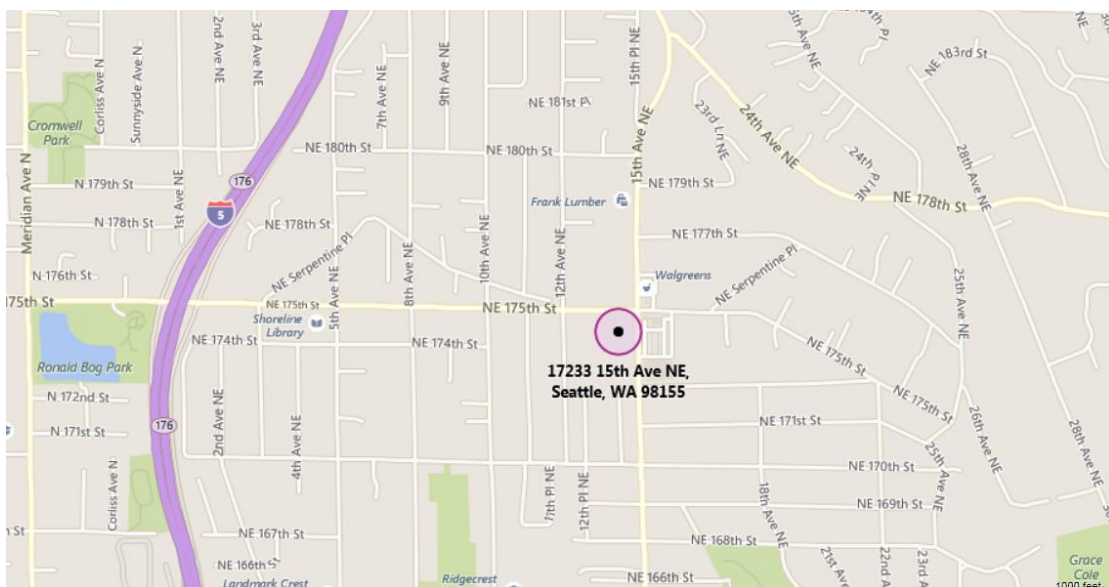 Cromwell
Park
Corliss Ave N
Sunnyside Ave N
2nd Ave NE
3rd Ave NE
Meridian Ave N
N 179th St
1st Ave NE
N 178th St
N 176th St
175th St
176
5
7th Ave NE
9th Ave NE
NE 180th St
NE 180th St
NE 181st Pl
15th Pl NE
15th Ave NE
23rd Ln NE
24th Ave NE
NE 183rd St
24th Pl NE
28th Ave NE
NE 178th St
NE 179th St
Frank Lumber
NE 177th St
NE Serpentine Pl
Walgreens
NE 178th St
NE Serpentine Pl
5th Ave NE
8th Ave NE
10th Ave NE
12th Ave NE
NE 175th St
NE 175th St
Shoreline
Library
NE 174th St
NE 174th St
Ronald Bog Park
N 172nd St
N 171st St
176
Corliss Ave N
2nd Ave NE
4th Ave NE
17233 15th Ave NE,
Seattle, WA 98155
NE 175th St
NE 175th St
25th Ave NE
26th Ave NE
28th Ave NE
NE 171st St
25th Ave NE
NE 170th St
NE 169th St
NE 168th St
11th Pl NE
12th Pl NE
18th Ave NE
21st Ave
22nd Ave
23rd
NE 167th St
NE 166th St
Landmark Crest
Ridgecrest
NE 166th St
Grace
Cole
1000 feet